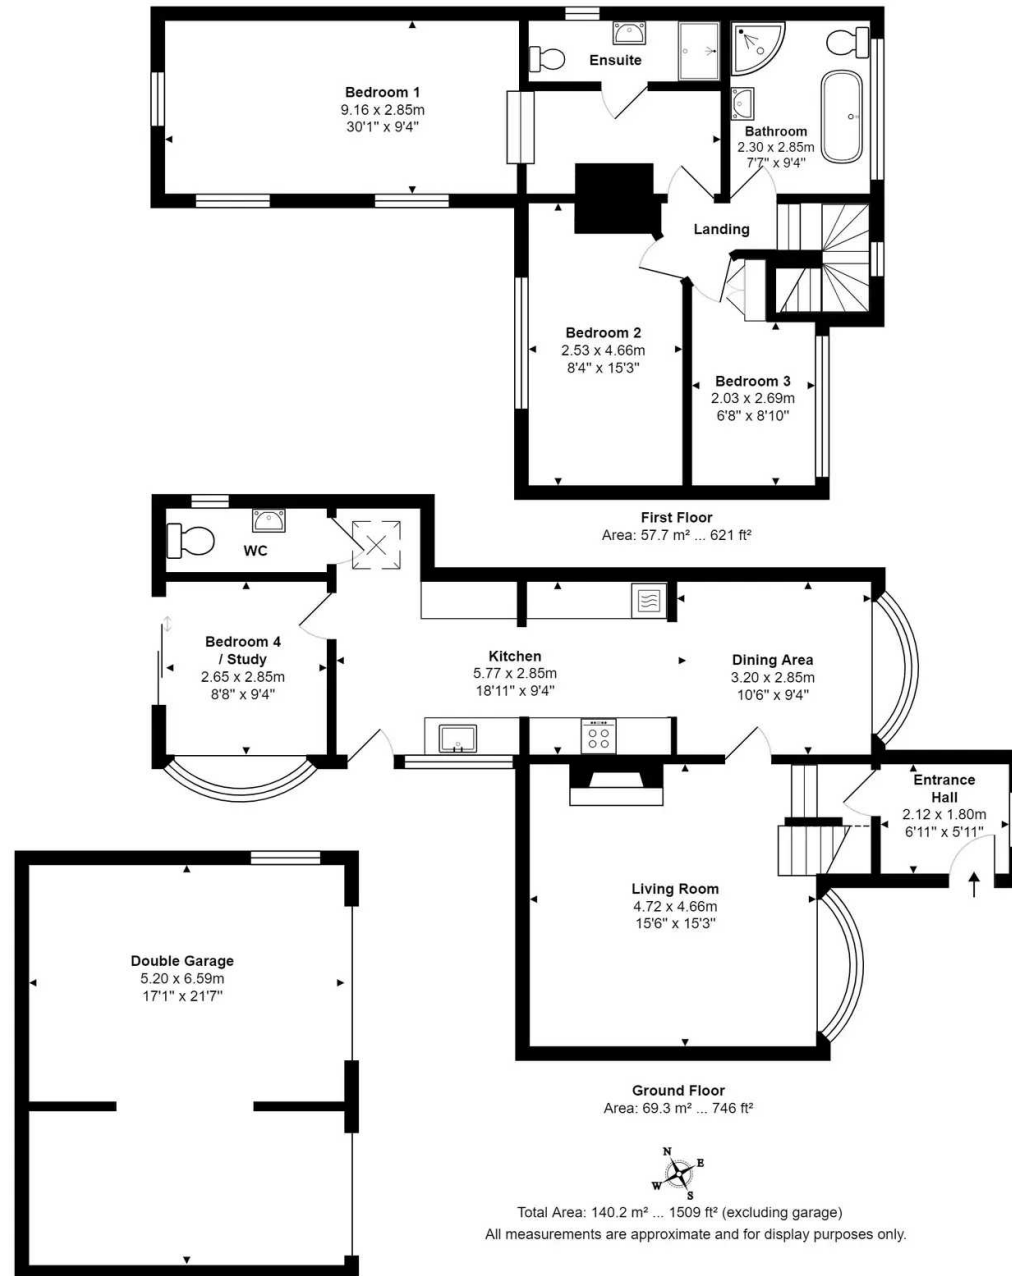 Ensuite
Bedroom 1
9.16 x 2.85m
30'1" x 9'4"
Bathroom
2.30 x 2.85m
7'7" x 9'4"
Landing
Bedroom 2
2.53 x 4.66m
8'4" x 15'3"
Bedroom 3
2.03 x 2.69m
6'8" x 8'10"
First Floor
Area: 57.7 m² ... 621 ft²
WC
Bedroom 4
/ Study
2.65 x 2.85m
8'8" x 9'4"
Kitchen
5.77 x 2.85m
18'11" x 9'4"
Dining Area
3.20 x 2.85m
10'6" x 9'4"
Entrance
Hall
2.12 x 1.80m
6'11" x 5'11"
Living Room
4.72 x 4.66m
15'6" x 15'3"
Double Garage
5.20 x 6.59m
17'1" x 21'7"
Ground Floor
Area: 69.3 m² ... 746 ft²
N
E
W
S
Total Area: 140.2 m² ... 1509 ft² (excluding garage)
All measurements are approximate and for display purposes only.